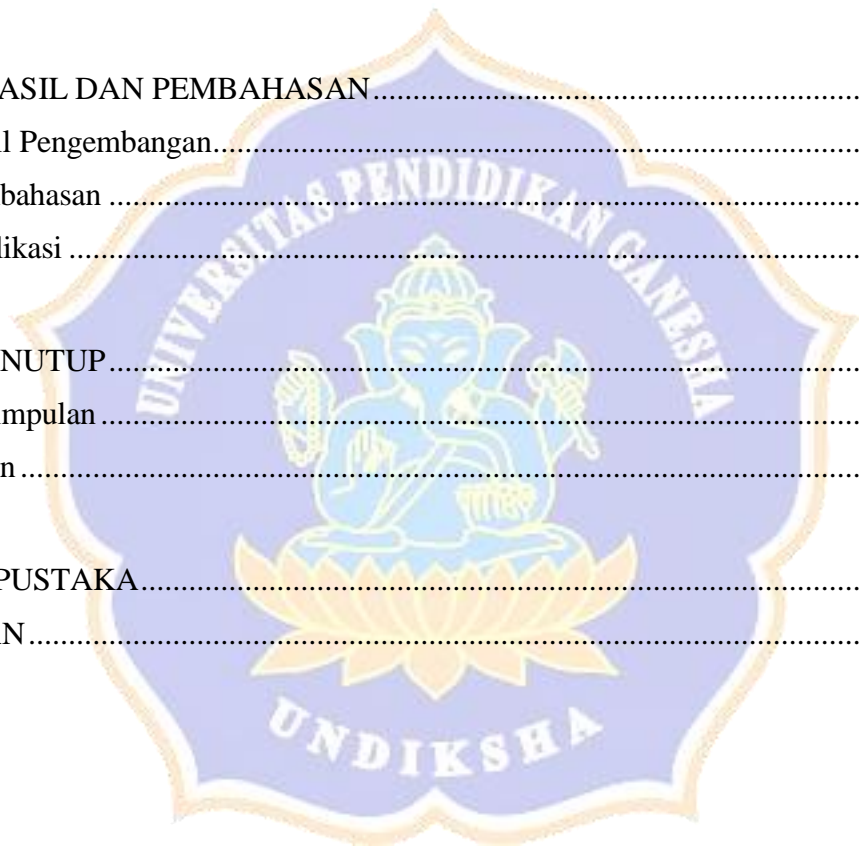 ASIL DAN PEMBAHASAN................................................................
l Pengembangan................................................................
bahasan ................................................................
likasi ................................................................
UNIVERSITAS PENDIDIKAN GANESHA
NUTUP................................................................
mpulan ................................................................
n ................................................................
PUSTAKA................................................................
N ................................................................
UNDIKSHA